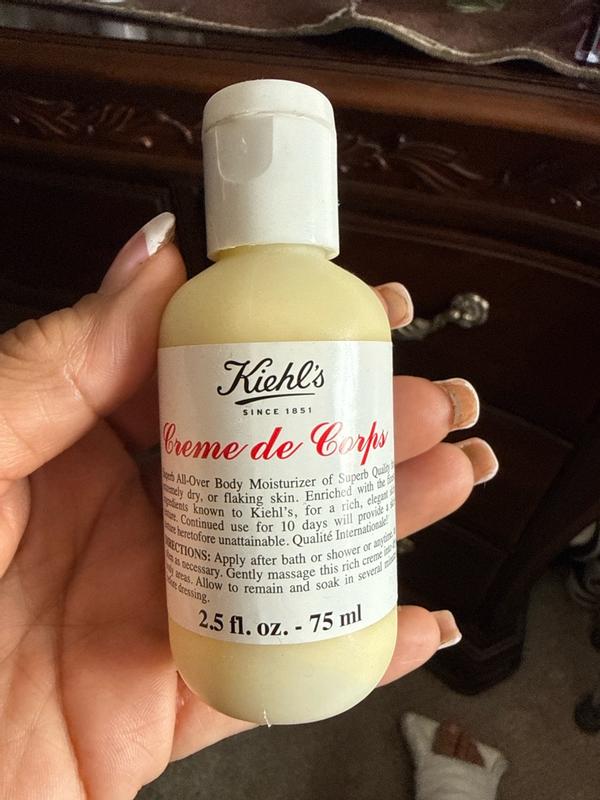 Kiehl's
SINCE 1851
Creme de Corps
All-Over Body Moisturizer of Superb Quality
dry, or flaking skin. Enriched with the
known to Kiehl's, for a rich, elegant
Continued use for 10 days will provide a
heretofore unattainable. Qualité Internationale!
DIRECTIONS: Apply after bath or shower or anytime
as necessary. Gently massage this rich creme
areas. Allow to remain and soak in several
dressing.
2.5 fl. oz. - 75 ml